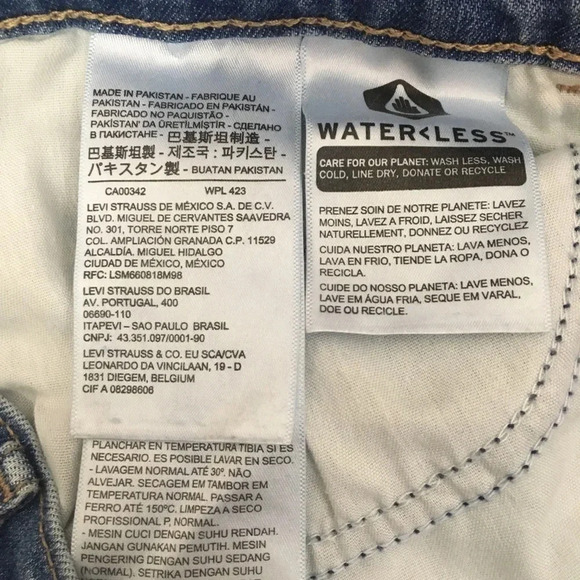 MADE IN PAKISTAN - FABRIQUE AU
PAKISTAN - FABRICADO EN PAKISTÁN -
FABRICADO NO PAQUISTÃO -
PAKİSTAN' DA ÜRETİLMİŞTİR - СДЕЛАНО
В ПАКИСТАНЕ - 巴基斯坦制造 -
巴基斯坦製 - 제조국 : 파키스탄 -
パキスタン製 - BUATAN PAKISTAN
CA00342 WPL 423
LEVI STRAUSS DE MÉXICO S.A. DE C.V.
BLVD. MIGUEL DE CERVANTES SAAVEDRA
NO. 301, TORRE NORTE PISO 7
COL. AMPLIACIÓN GRANADA C.P. 11529
ALCALDÍA. MIGUEL HIDALGO
CIUDAD DE MÉXICO, MÉXICO
RFC: LSM660818M98
LEVI STRAUSS DO BRASIL
AV. PORTUGAL, 400
06690-110
ITAPEVI – SAO PAULO BRASIL
CNPJ: 43.351.097/0001-90
LEVI STRAUSS & CO. EU SCA/CVA
LEONARDO DA VINCILAAN, 19 - D
1831 DIEGEM, BELGIUM
CIF A 08298606
PLANCHAR EN TEMPERATURA TIBIA SI ES
NECESARIO. ES POSIBLE LAVAR EN SECO.
- LAVAGEM NORMAL ATÉ 30º. NÃO
ALVEJAR. SECAGEM EM TAMBOR EM
TEMPERATURA NORMAL. PASSAR A
FERRO ATÉ 150ºC. LIMPEZA A SECO
PROFISSIONAL P, NORMAL.
- MESIN CUCI DENGAN SUHU RENDAH.
JANGAN GUNAKAN PEMUTIH. MESIN
PENGERING DENGAN SUHU SEDANG
(NORMAL). SETRIKA DENGAN SUHU
WATER<LESS™
CARE FOR OUR PLANET: WASH LESS, WASH
COLD, LINE DRY, DONATE OR RECYCLE
PRENEZ SOIN DE NOTRE PLANETE: LAVEZ
MOINS, LAVEZ A FROID, LAISSEZ SECHER
NATURELLEMENT, DONNEZ OU RECYCLEZ
CUIDA NUESTRO PLANETA: LAVA MENOS,
LAVA EN FRIO, TIENDE LA ROPA, DONA O
RECICLA.
CUIDE DO NOSSO PLANETA: LAVE MENOS,
LAVE EM ÁGUA FRIA, SEQUE EM VARAL,
DOE OU RECICLE.